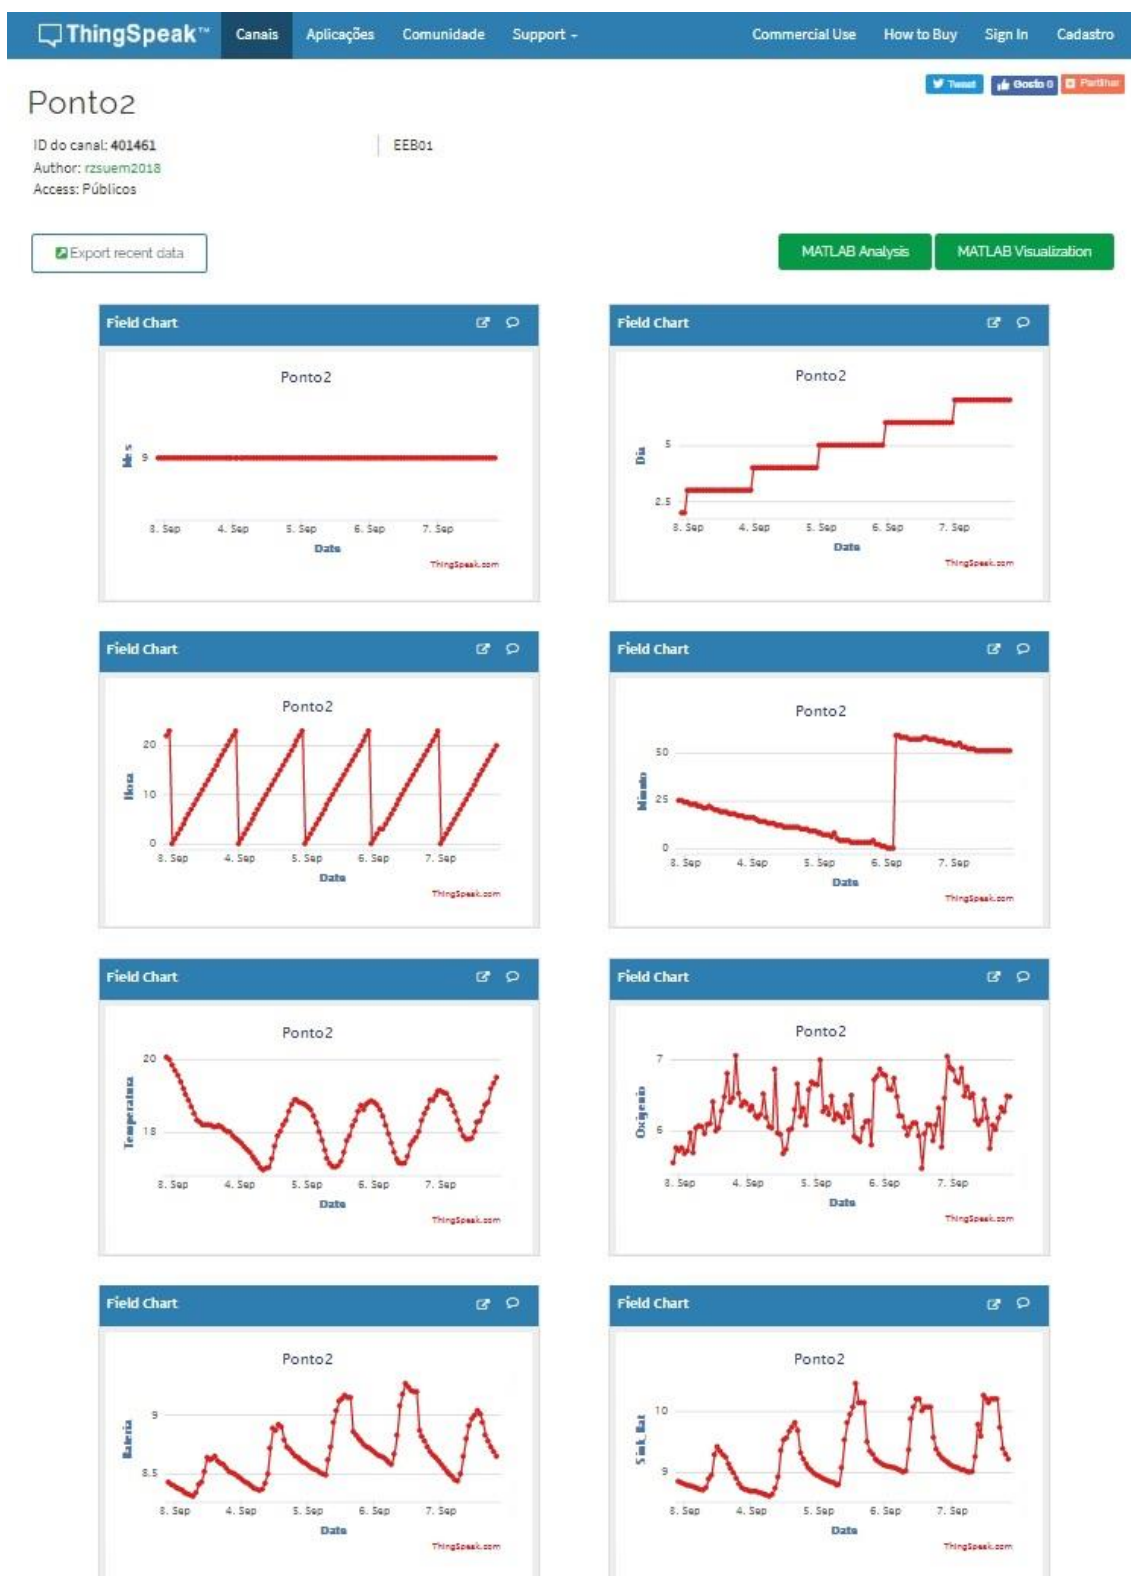 ThingSpeak™ Canais Aplicações Comunidade Support Commercial Use How to Buy Sign In Cadastro
Tweet Gosto 0 Partilhar
Ponto2
ID do canal: 401461 EEB01
Author: rzsuem2018
Access: Públicos
Export recent data MATLAB Analysis MATLAB Visualization
Field Chart
Ponto2
Mes
9
3. Sep 4. Sep 5. Sep 6. Sep 7. Sep
Date
ThingSpeak.com
Field Chart
Ponto2
Dia
5
2.5
3. Sep 4. Sep 5. Sep 6. Sep 7. Sep
Date
ThingSpeak.com
Field Chart
Ponto2
Hora
20
10
0
3. Sep 4. Sep 5. Sep 6. Sep 7. Sep
Date
ThingSpeak.com
Field Chart
Ponto2
Minuto
50
25
0
3. Sep 4. Sep 5. Sep 6. Sep 7. Sep
Date
ThingSpeak.com
Field Chart
Ponto2
Temperatura
20
18
3. Sep 4. Sep 5. Sep 6. Sep 7. Sep
Date
ThingSpeak.com
Field Chart
Ponto2
Oxigenio
7
6
3. Sep 4. Sep 5. Sep 6. Sep 7. Sep
Date
ThingSpeak.com
Field Chart
Ponto2
Bateria
9
8.5
3. Sep 4. Sep 5. Sep 6. Sep 7. Sep
Date
ThingSpeak.com
Field Chart
Ponto2
Sink_Bat
10
9
3. Sep 4. Sep 5. Sep 6. Sep 7. Sep
Date
ThingSpeak.com